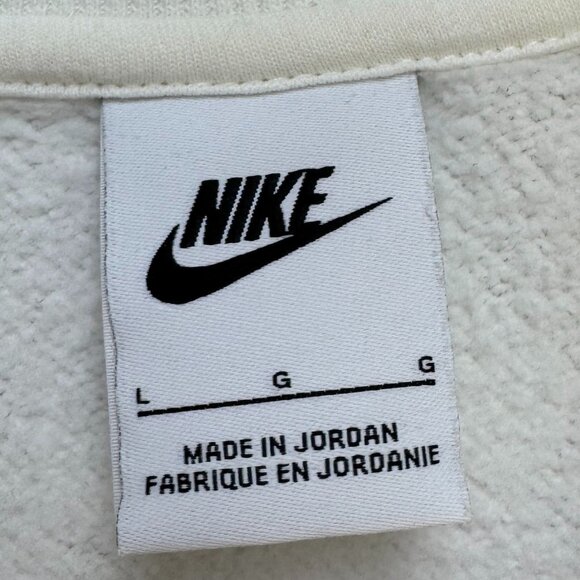 NIKE
L G G
MADE IN JORDAN
FABRIQUE EN JORDANIE